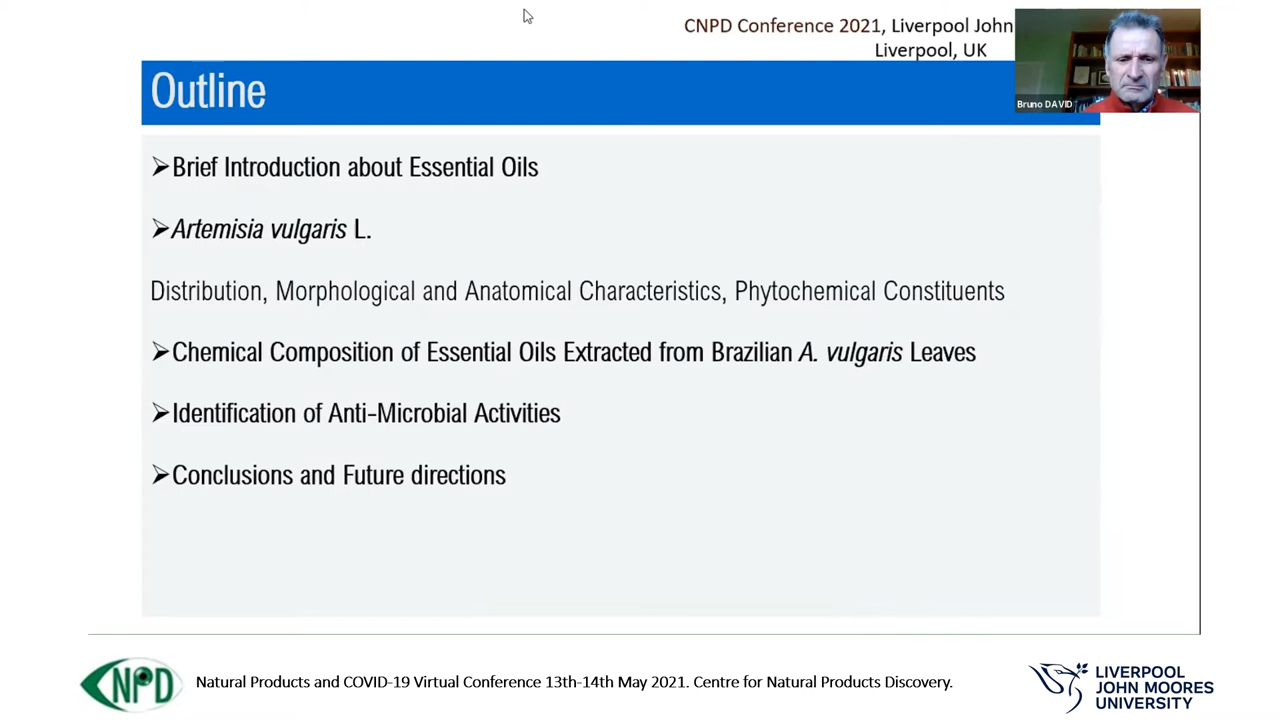 CNPD Conference 2021, Liverpool John
Liverpool, UK
Bruno DAVID
Outline
➢Brief Introduction about Essential Oils
➢Artemisia vulgaris L.
Distribution, Morphological and Anatomical Characteristics, Phytochemical Constituents
➢Chemical Composition of Essential Oils Extracted from Brazilian A. vulgaris Leaves
➢Identification of Anti-Microbial Activities
➢Conclusions and Future directions
CNPD
Natural Products and COVID-19 Virtual Conference 13th-14th May 2021. Centre for Natural Products Discovery.
LIVERPOOL
JOHN MOORES
UNIVERSITY